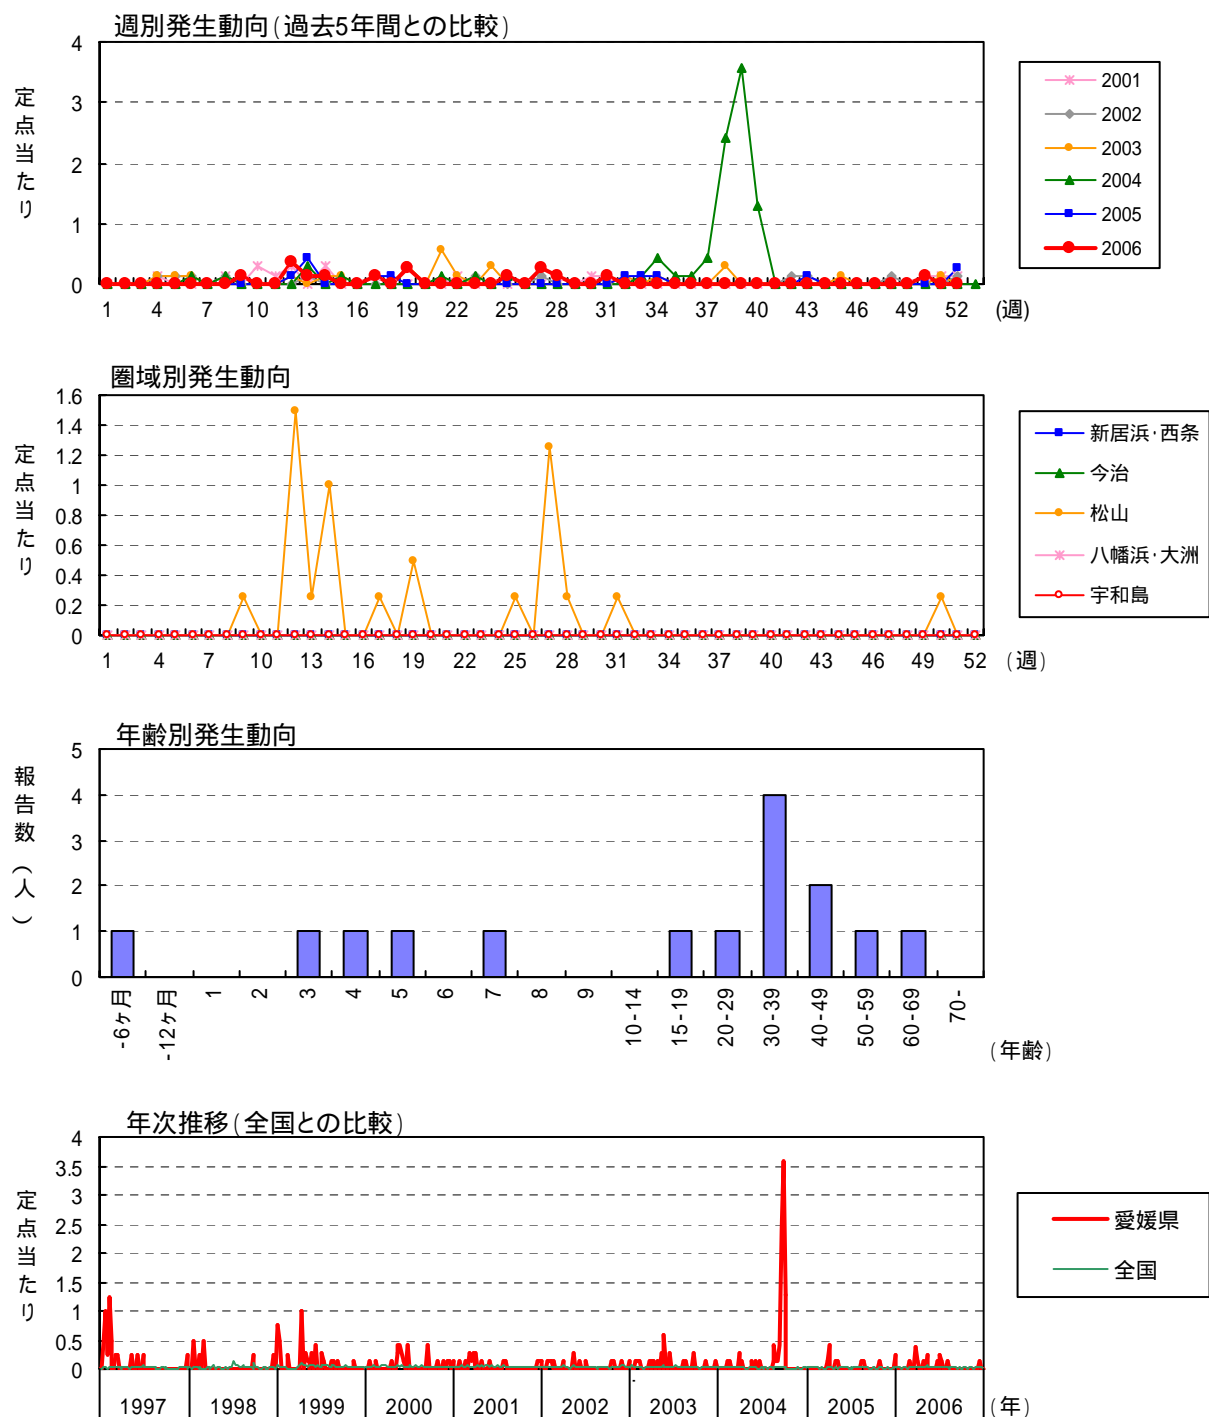 週別発生動向(過去5年間との比較)
定点当たり
4
3
2
1
0
1 4 7 10 13 16 19 22 25 28 31 34 37 40 43 46 49 52 (週)
2001
2002
2003
2004
2005
2006
圏域別発生動向
定点当たり
1.6
1.4
1.2
1
0.8
0.6
0.4
0.2
0
1 4 7 10 13 16 19 22 25 28 31 34 37 40 43 46 49 52 (週)
新居浜･西条
今治
松山
八幡浜･大洲
宇和島
年齢別発生動向
報告数(人)
5
4
3
2
1
0
-6ヶ月 -12ヶ月 1 2 3 4 5 6 7 8 9 10-14 15-19 20-29 30-39 40-49 50-59 60-69 70-
(年齢)
年次推移(全国との比較)
定点当たり
4
3.5
3
2.5
2
1.5
1
0.5
0
1997 1998 1999 2000 2001 2002 2003 2004 2005 2006 (年)
愛媛県
全国